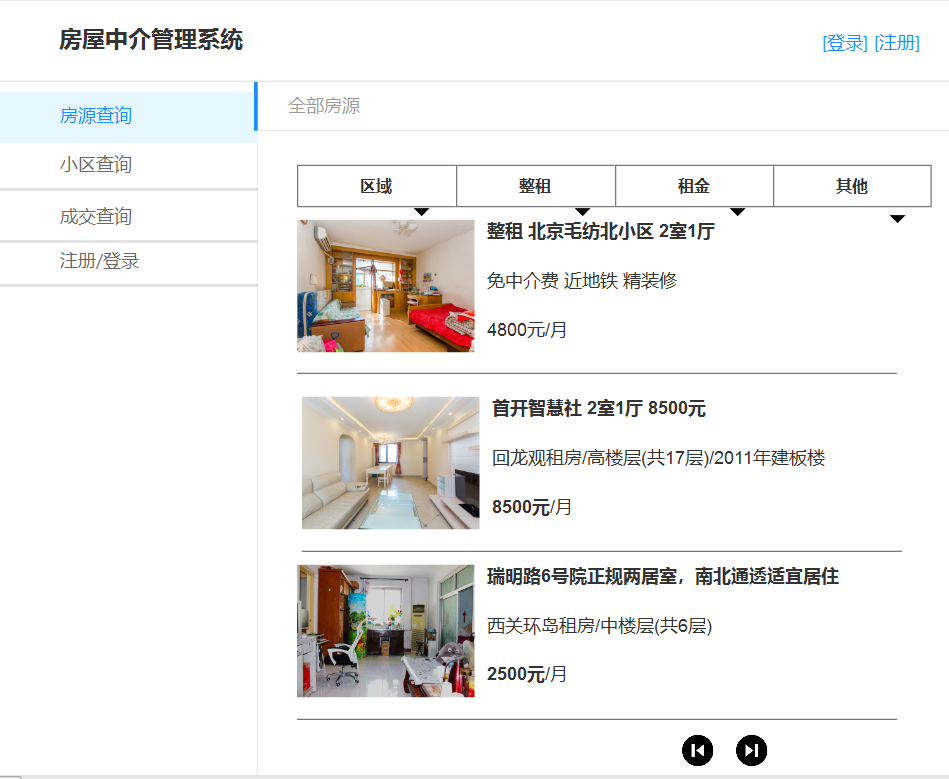 房屋中介管理系统
[登录] [注册]
房源查询
小区查询
成交查询
注册/登录
全部房源
区域 整租 租金 其他
整租 北京毛纺北小区 2室1厅
免中介费 近地铁 精装修
4800元/月
首开智慧社 2室1厅 8500元
回龙观租房/高楼层(共17层)/2011年建板楼
8500元/月
瑞明路6号院正规两居室，南北通透适宜居住
西关环岛租房/中楼层(共6层)
2500元/月